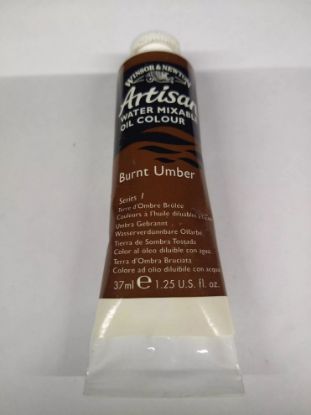 WINSOR & NEWTON
Artisan
WATER MIXABLE
OIL COLOUR
Burnt Umber
Series 1
Terre d'Ombre Brûlée
Couleurs à l'huile diluables
Umbra Gebrannt
Wasserverdünnbare Ölfarbe
Tierra de Sombra Tostada
Color al óleo diluible con agua
Terra d'Ombra Bruciata
Colore ad olio diluibile con acqua
37ml e 1.25 U.S. fl. oz.